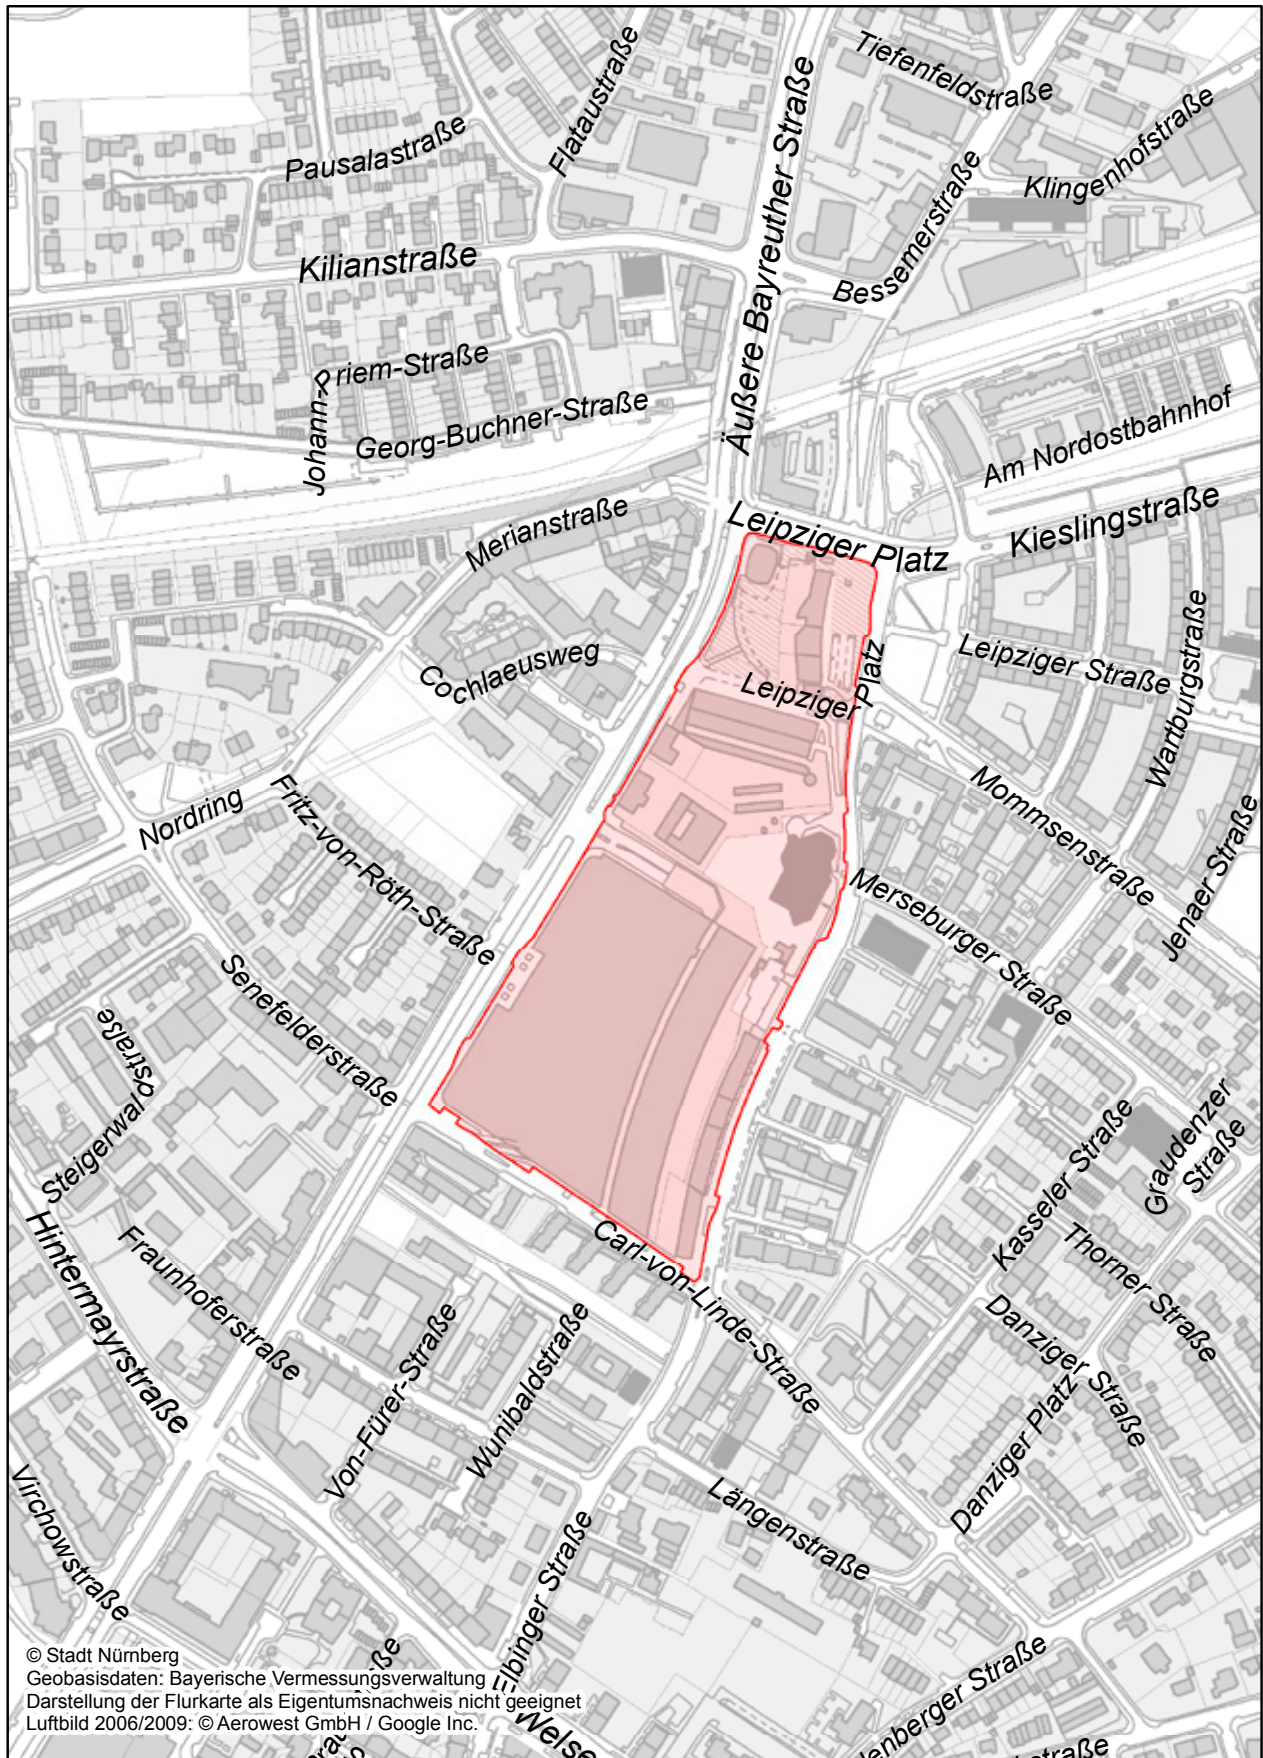 Tiefenfeldstraße
Flataustraße
Pausalastraße
Äußere Bayreuther Straße
Klingenhofstraße
Bessemerstraße
Kilianstraße
Johann-Priem-Straße
Georg-Buchner-Straße
Am Nordostbahnhof
Kieslingstraße
Merianstraße
Leipziger Platz
Leipziger Straße
Wartburgstraße
Cochlaeusweg
Leipziger Platz
Mommsenstraße
Jenaer Straße
Nordring
Fritz-von-Röth-Straße
Merseburger Straße
Senefelderstraße
Steigerwaldstraße
Graudenzer
Straße
Kasseler Straße
Thorner Straße
Hintermayrstraße
Fraunhoferstraße
Carl-von-Linde-Straße
Danziger Straße
Danziger Platz
Von-Fürer-Straße
Wunibaldstraße
Virchowstraße
Längenstraße
Elbinger Straße
enberger Straße
Welse
© Stadt Nürnberg
Geobasisdaten: Bayerische Vermessungsverwaltung
Darstellung der Flurkarte als Eigentumsnachweis nicht geeignet
Luftbild 2006/2009: © Aerowest GmbH / Google Inc.